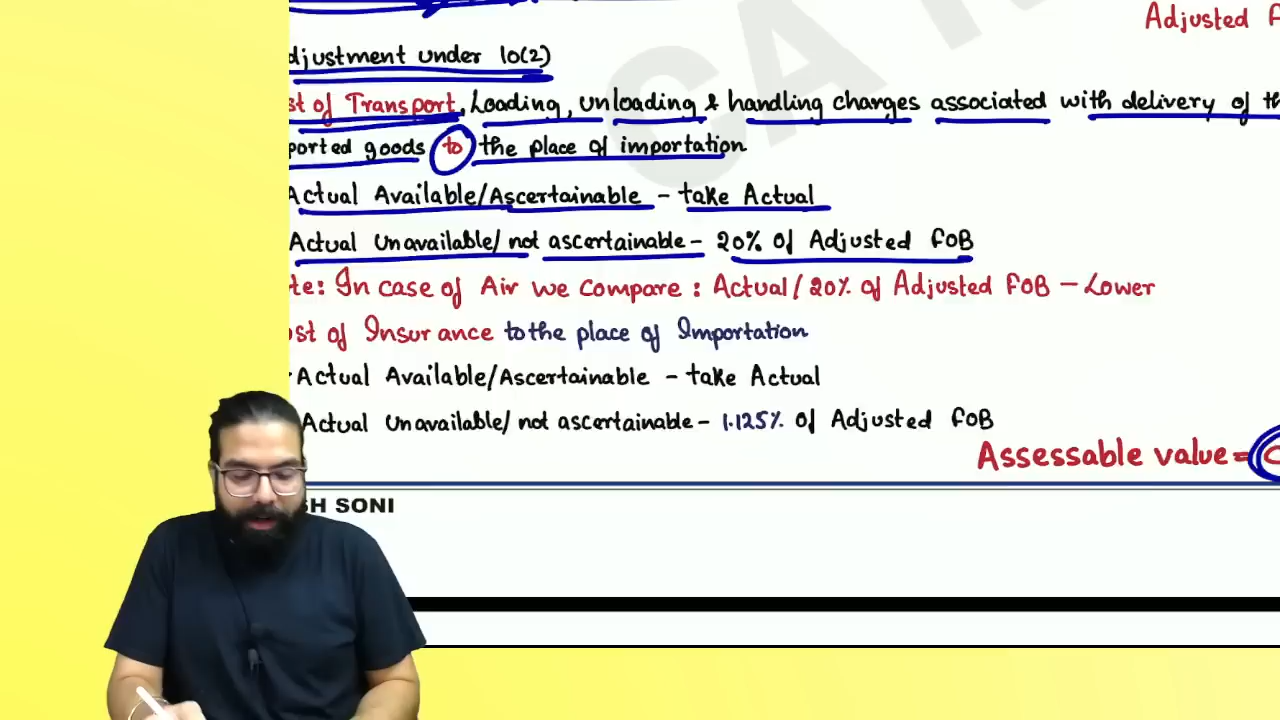 Adjusted F
djustment under 10(2)
st of Transport, Loading, unloading & handling charges associated with delivery of th
ported goods to the place of importation
Actual Available/Ascertainable - take Actual
Actual Unavailable/ not ascertainable - 20% of Adjusted FOB
te: In case of Air we compare : Actual / 20% of Adjusted FOB - Lower
ost of Insurance to the place of Importation
Actual Available/Ascertainable - take Actual
Actual Unavailable/ not ascertainable - 1.125% of Adjusted FOB
Assessable value = C
SH SONI
CA